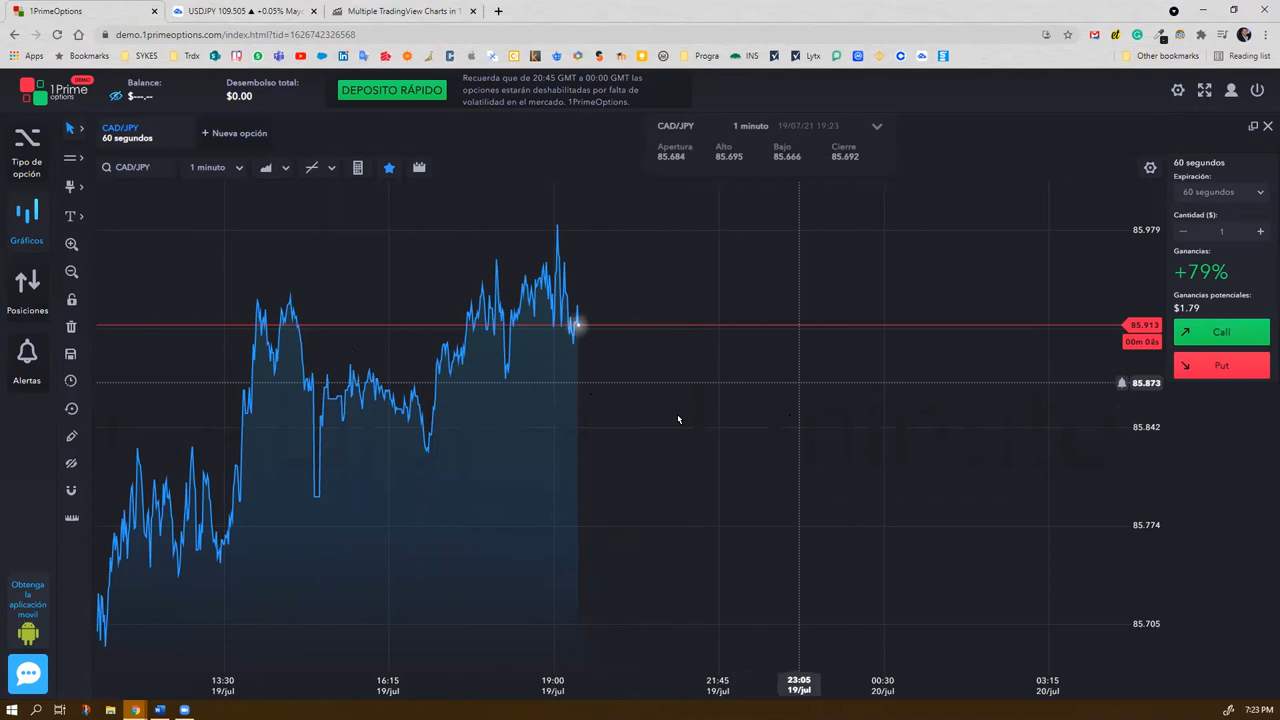 1PrimeOptions
USDJPY 109.505 ▲ +0.05%
Multiple TradingView Charts in 1
demo.1primeoptions.com/index.html?tid=1626742326568
Apps
Bookmarks
SYKES
Trdx
Progra
INS
Lytx
Other bookmarks
Reading list
1Prime
options
DEMO
Balance:
$---.--
Desembolso total:
$0.00
DEPOSITO RÁPIDO
Recuerda que de 20:45 GMT a 00:00 GMT las
opciones estarán deshabilitadas por falta de
volatilidad en el mercado. 1PrimeOptions.
Tipo de
opción
Gráficos
Posiciones
Alertas
Obtenga
la
aplicación
movil
CAD/JPY
60 segundos
+ Nueva opción
CAD/JPY
1 minuto
CAD/JPY
1 minuto
19/07/21 19:23
Apertura
85.684
Alto
85.695
Bajo
85.666
Cierre
85.692
85.979
85.913
00m 02s
85.873
85.842
85.774
85.705
13:30
19/jul
16:15
19/jul
19:00
19/jul
21:45
19/jul
23:05
19/jul
00:30
20/jul
03:15
20/jul
60 segundos
Expiración:
60 segundos
Cantidad ($):
1
Ganancias:
+79%
Ganancias potenciales:
$1.79
Call
Put
7:23 PM